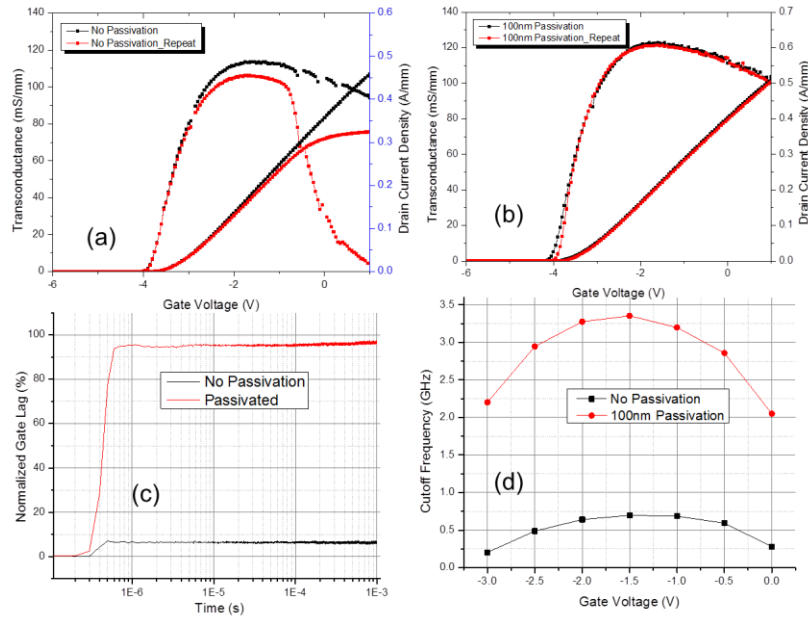 No Passivation
No Passivation_Repeat
Transconductance (mS/mm)
140
120
100
80
60
40
20
0
0.6
0.5
0.4
0.3
0.2
0.1
0.0
Drain Current Density (A/mm)
(a)
-6 -4 -2 0
Gate Voltage (V)
100nm Passivation
100nm Passivation_Repeat
Transconductance (mS/mm)
140
120
100
80
60
40
20
0
0.7
0.6
0.5
0.4
0.3
0.2
0.1
0.0
Drain Current Density (A/mm)
(b)
-6 -4 -2 0
Gate Voltage (V)
Normalized Gate Lag (%)
100
80
60
40
20
0
No Passivation
Passivated
(c)
1E-6 1E-5 1E-4 1E-3
Time (s)
Cutoff Frequency (GHz)
3.5
3.0
2.5
2.0
1.5
1.0
0.5
0.0
No Passivation
100nm Passivation
(d)
-3.0 -2.5 -2.0 -1.5 -1.0 -0.5 0.0
Gate Voltage (V)